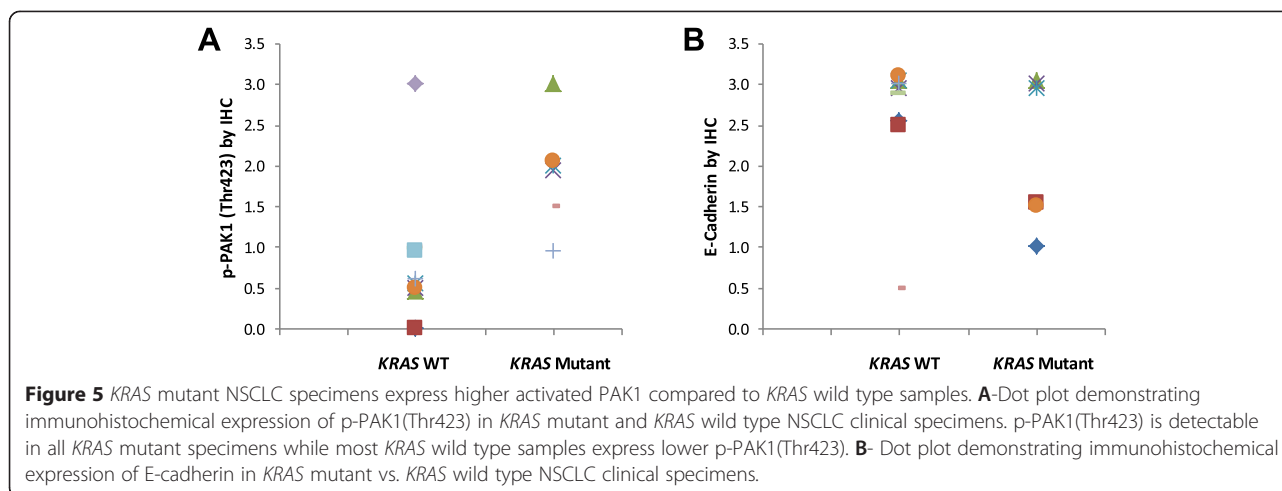 A
B
3.5
3.0
2.5
2.0
1.5
1.0
0.5
0.0
p-PAK1 (Thr423) by IHC
KRAS WT
KRAS Mutant
3.5
3.0
2.5
2.0
1.5
1.0
0.5
0.0
E-Cadherin by IHC
KRAS WT
KRAS Mutant
Figure 5 KRAS mutant NSCLC specimens express higher activated PAK1 compared to KRAS wild type samples. A-Dot plot demonstrating
immunohistochemical expression of p-PAK1(Thr423) in KRAS mutant and KRAS wild type NSCLC clinical specimens. p-PAK1(Thr423) is detectable
in all KRAS mutant specimens while most KRAS wild type samples express lower p-PAK1(Thr423). B- Dot plot demonstrating immunohistochemical
expression of E-cadherin in KRAS mutant vs. KRAS wild type NSCLC clinical specimens.